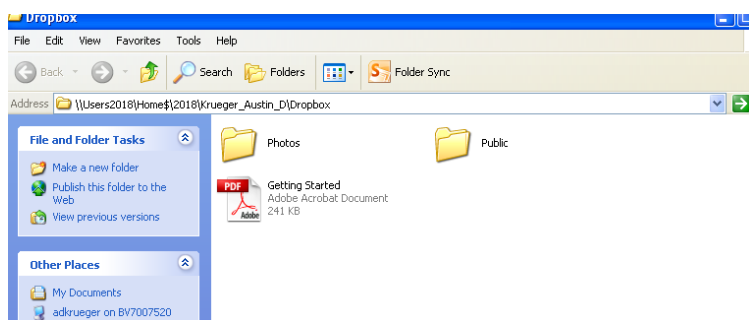 Dropbox
File Edit View Favorites Tools Help
Back Search Folders Folder Sync
Address \\Users2018\Home$\2018\Krueger_Austin_D\Dropbox
File and Folder Tasks
Make a new folder
Publish this folder to the
Web
View previous versions
Other Places
My Documents
adkrueger on BV7007520
Photos
Public
PDF
Adobe
Getting Started
Adobe Acrobat Document
241 KB